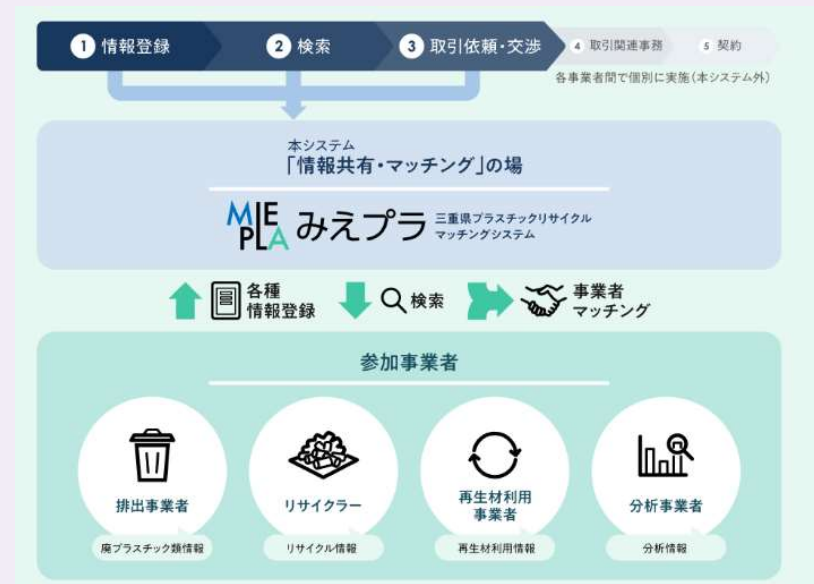 1 情報登録
2 検索
3 取引依頼・交渉
4 取引関連事務
5 契約
各事業者間で個別に実施(本システム外)
本システム
「情報共有・マッチング」の場
MIE
PLA
みえプラ
三重県プラスチックリサイクル
マッチングシステム
各種
情報登録
検索
事業者
マッチング
参加事業者
排出事業者
廃プラスチック類情報
リサイクラー
リサイクル情報
再生材利用
事業者
再生材利用情報
分析事業者
分析情報